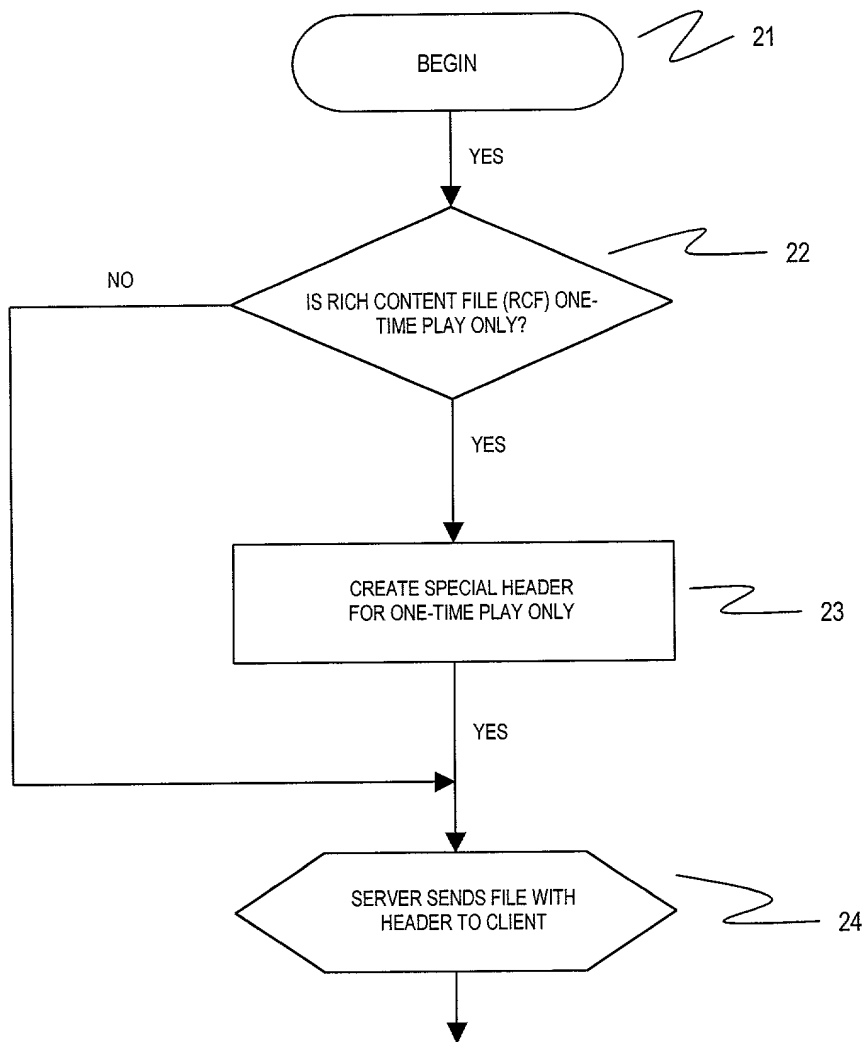 BEGIN
21
YES
22
NO
IS RICH CONTENT FILE (RCF) ONE-
TIME PLAY ONLY?
YES
CREATE SPECIAL HEADER
FOR ONE-TIME PLAY ONLY
23
YES
SERVER SENDS FILE WITH
HEADER TO CLIENT
24